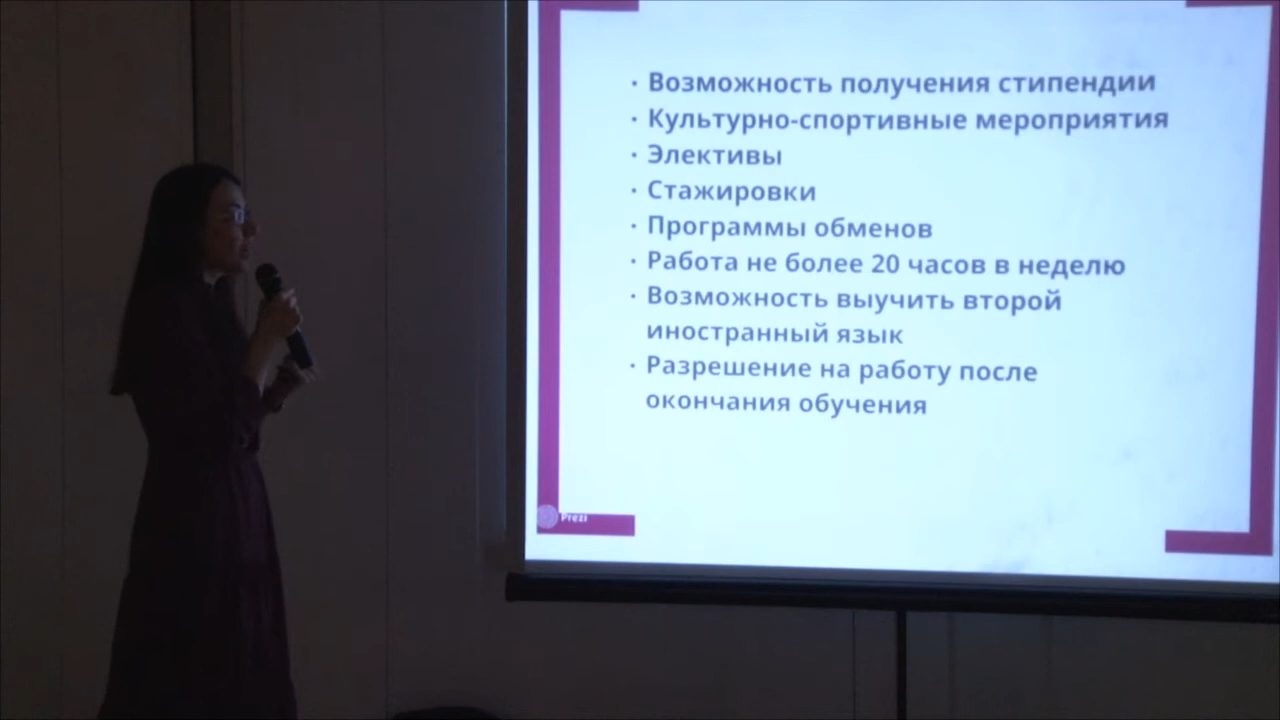 · Возможность получения стипендии
· Культурно-спортивные мероприятия
· Элективы
· Стажировки
· Программы обменов
· Работа не более 20 часов в неделю
· Возможность выучить второй
иностранный язык
· Разрешение на работу после
окончания обучения
Prezi